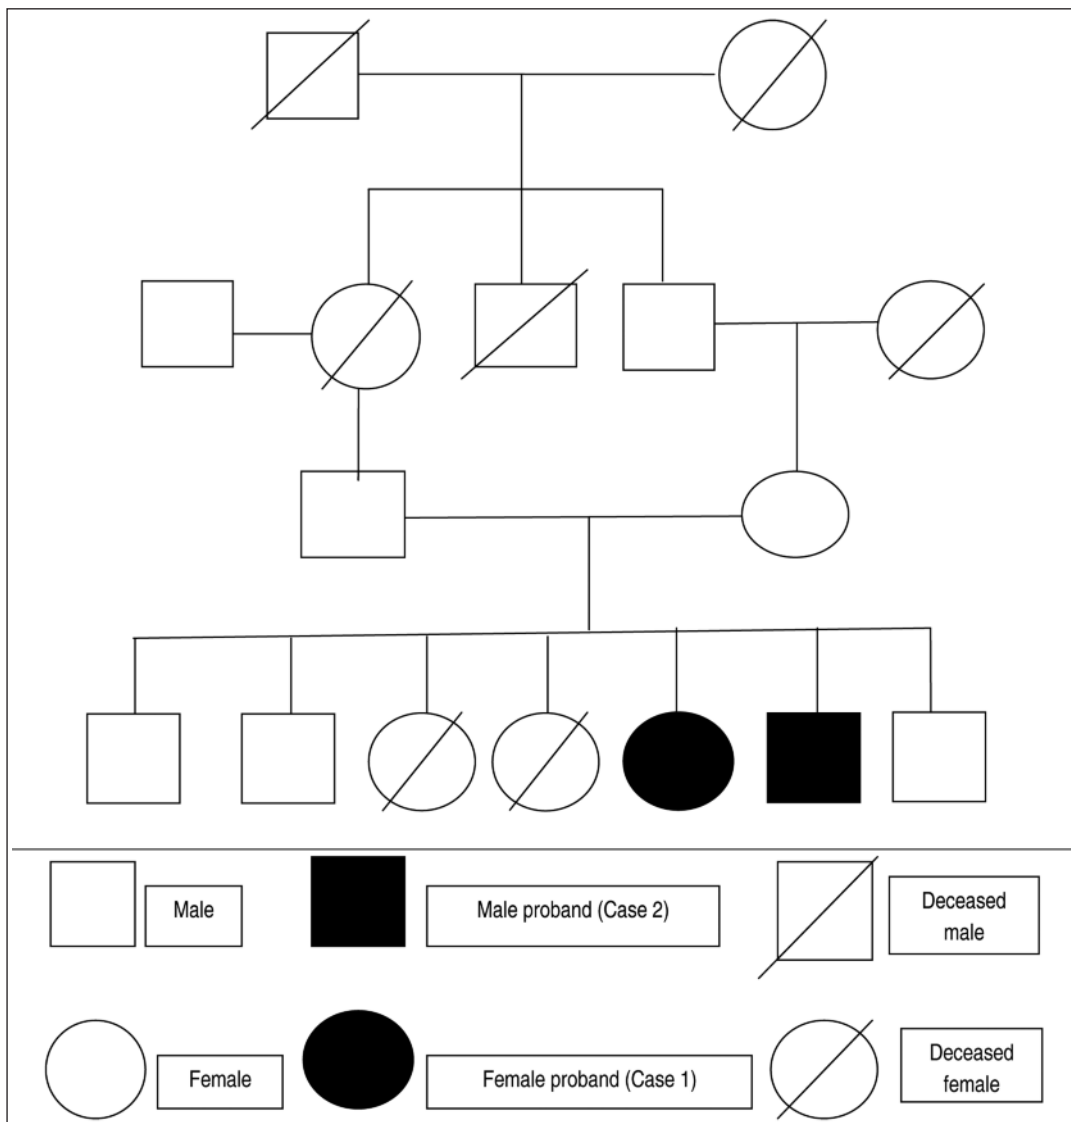 Male
Male proband (Case 2)
Deceased
male
Female
Female proband (Case 1)
Deceased
female